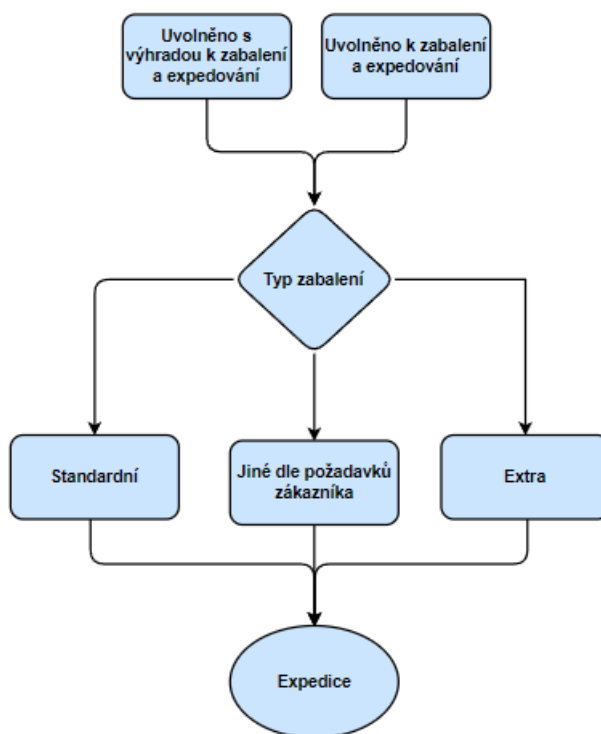 Uvolněno s
výhradou k zabalení
a expedování
Uvolněno k zabalení
a expedování
Typ zabalení
Standardní
Jiné dle požadavků
zákazníka
Extra
Expedice